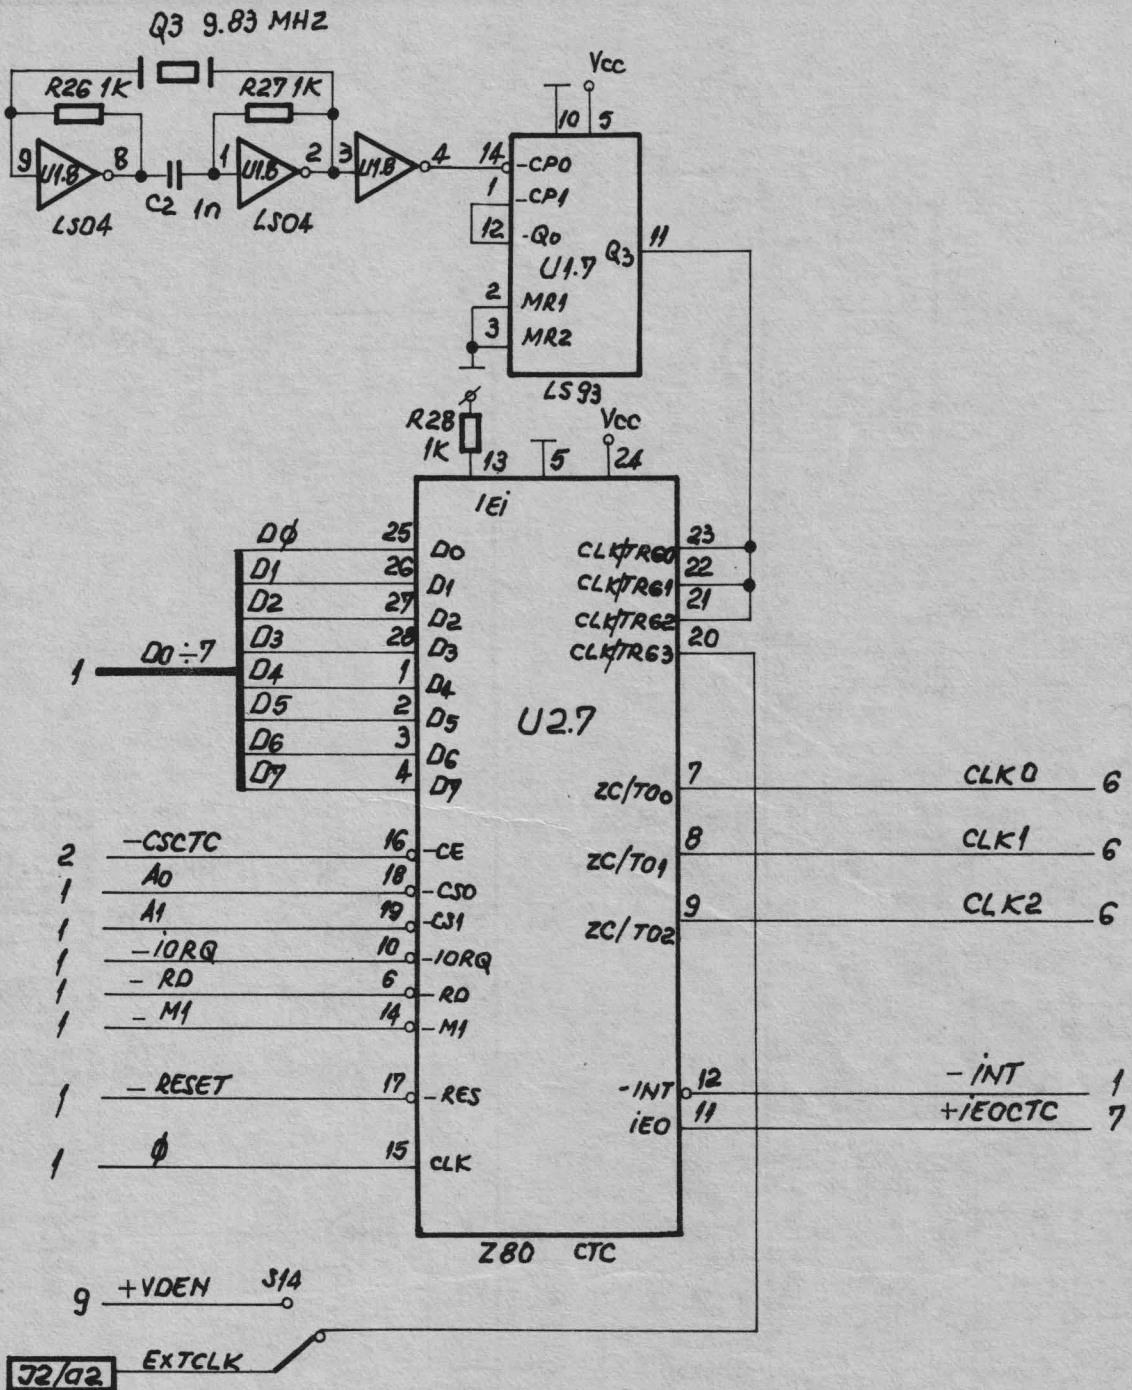 Q3 9.83 MHZ
R26 1K
R27 1K
Vcc
10
5
9
U1.8
8
1
U1.8
2
3
U1.8
4
14
-CP0
C2 1n
1
-CP1
LS04
LS04
12
-Q0
Q3
11
U1.7
2
MR1
3
MR2
LS93
R28
1K
Vcc
13
5
24
IEi
DØ
25
D0
CLK/TRG0
23
D1
26
D1
CLK/TRG1
22
D2
27
D2
CLK/TRG2
21
D3
28
D3
CLK/TRG3
20
1
D0÷7
D4
1
D4
D5
2
D5
U2.7
D6
3
D6
D7
4
D7
ZC/TO0
7
CLK0
6
2
-CSCTC
16
-CE
ZC/TO1
8
CLK1
6
1
A0
18
-CS0
1
A1
19
-CS1
ZC/TO2
9
CLK2
6
1
-iORQ
10
-IORQ
1
- RD
6
-RD
1
- M1
14
-M1
1
- RESET
17
-RES
-INT
12
- iNT
1
iEO
11
+iEOCTC
7
1
φ
15
CLK
Z80 CTC
9
+VDEN
S14
J2/a2
EXTCLK